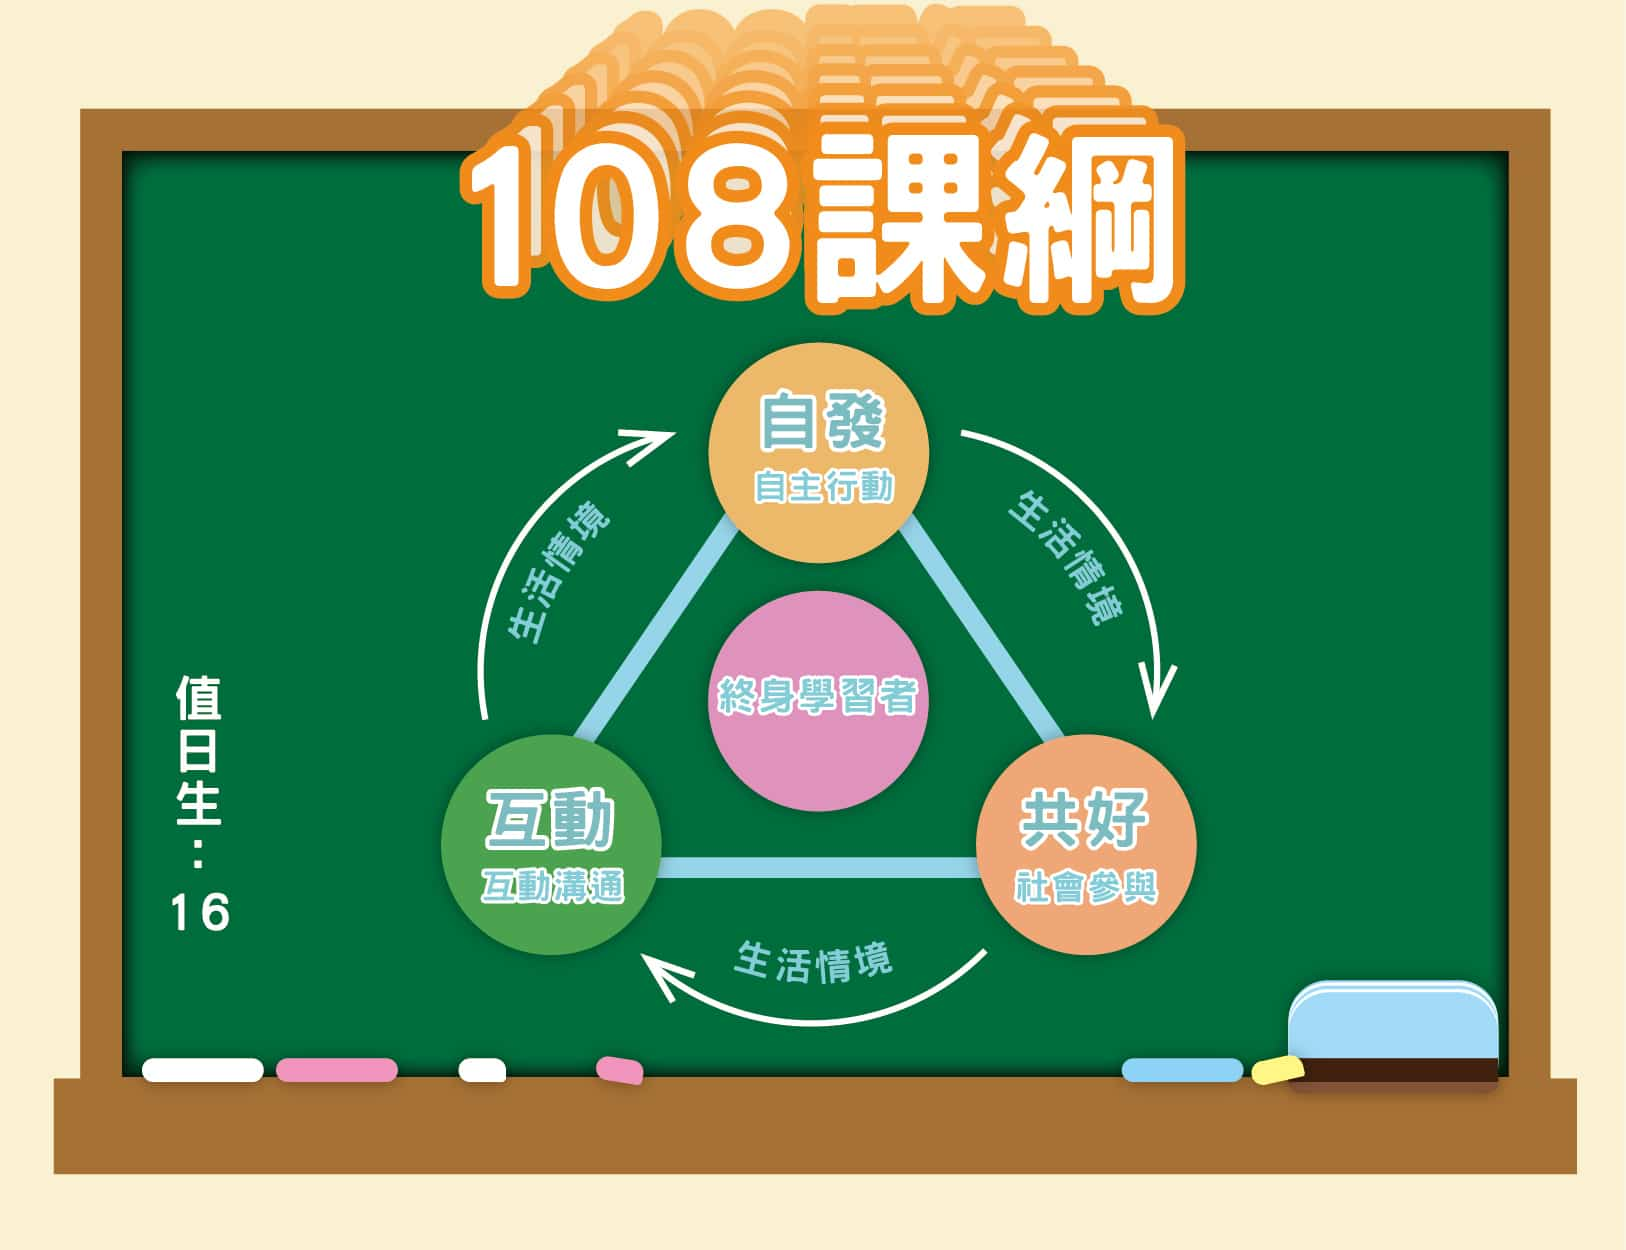 108課綱
自發
自主行動
生活情境
生活情境
終身學習者
互動
互動溝通
共好
社會參與
生活情境
值日生：16